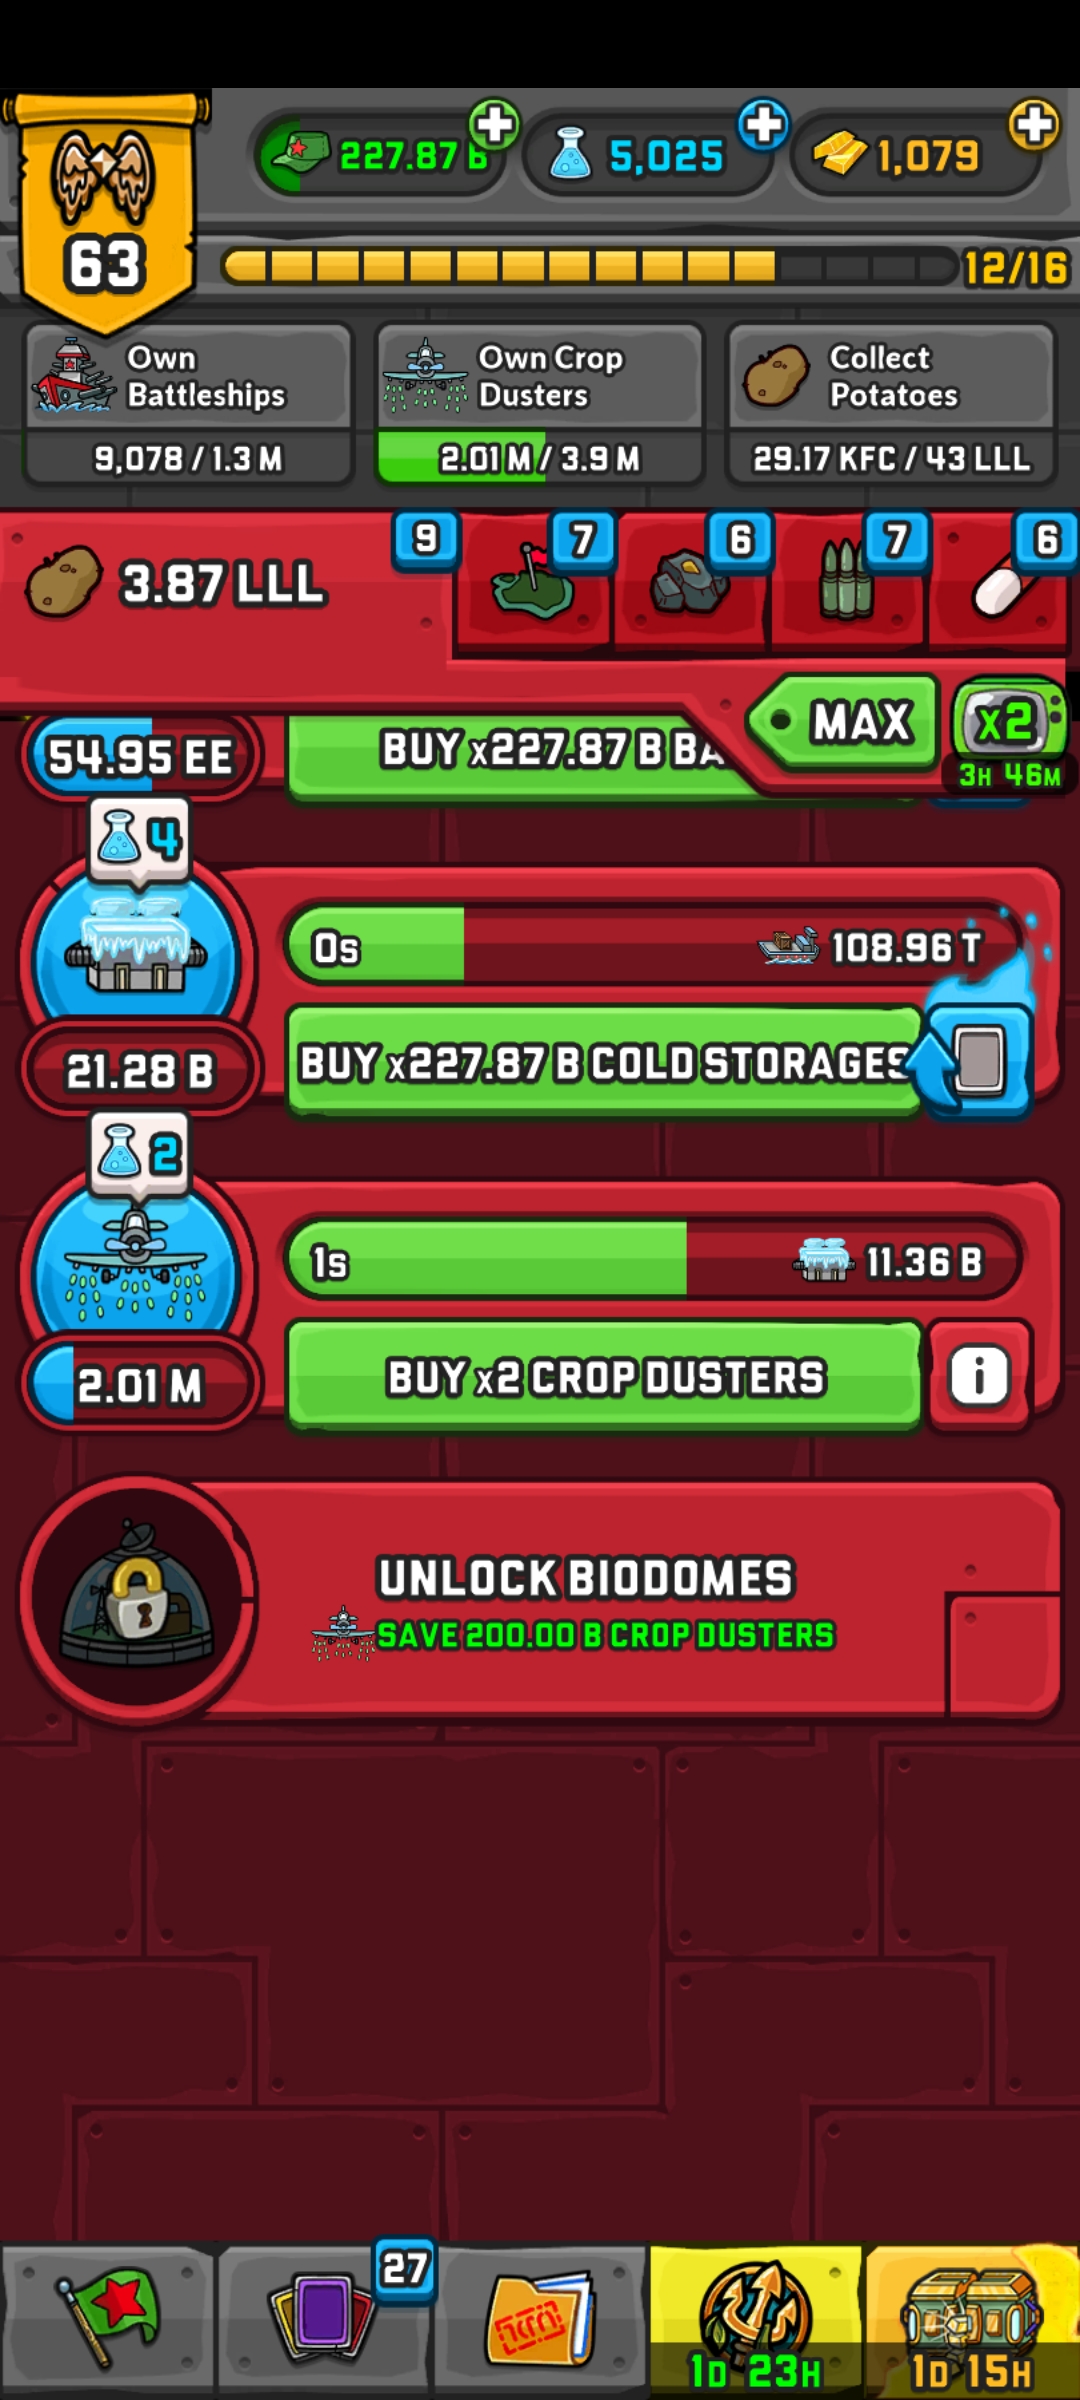 63
227.87 B
5,025
1,079
12/16
Own
Battleships
9,078 / 1.3 M
Own Crop
Dusters
2.01 M / 3.9 M
Collect
Potatoes
29.17 KFC / 43 LLL
3.87 LLL
9
7
6
7
6
MAX
x2
3H 46M
54.95 EE
BUY x227.87 B BA
4
0s
108.96 T
21.28 B
BUY x227.87 B COLD STORAGES
2
1s
11.36 B
2.01 M
BUY x2 CROP DUSTERS
i
UNLOCK BIODOMES
SAVE 200.00 B CROP DUSTERS
27
1D 23H
1D 15H